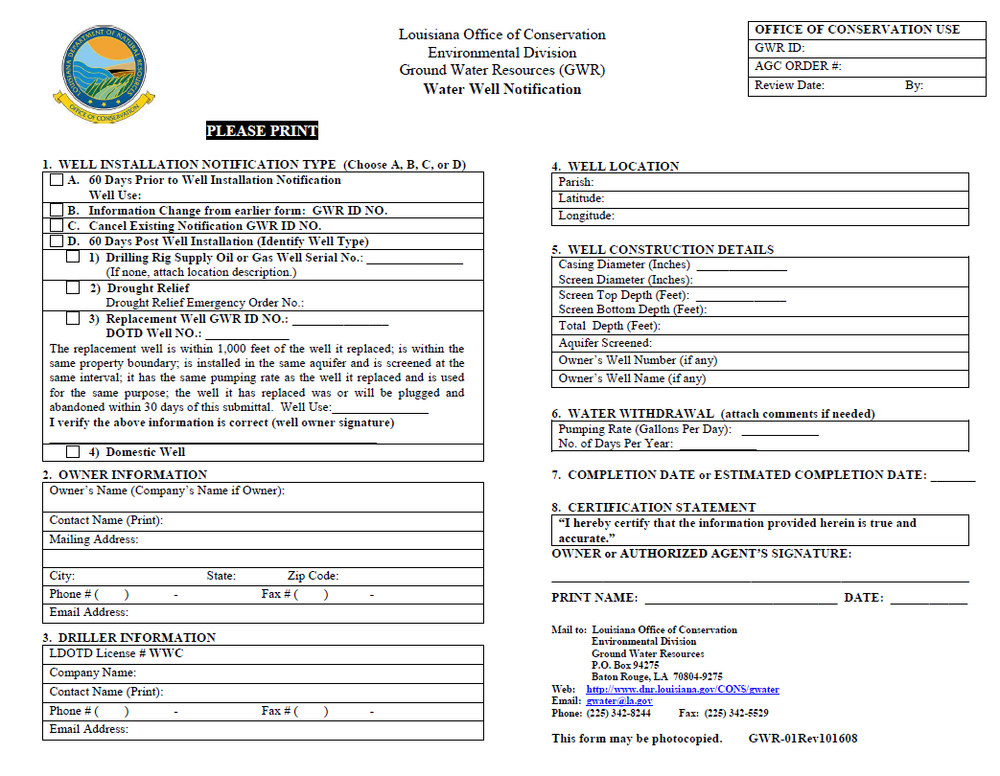 LOUISIANA DEPARTMENT OF NATURAL RESOURCES
OFFICE OF CONSERVATION
Louisiana Office of Conservation
Environmental Division
Ground Water Resources (GWR)
Water Well Notification
OFFICE OF CONSERVATION USE
GWR ID:
AGC ORDER #:
Review Date: By:
PLEASE PRINT
1. WELL INSTALLATION NOTIFICATION TYPE (Choose A, B, C, or D)
A. 60 Days Prior to Well Installation Notification
Well Use:
B. Information Change from earlier form: GWR ID NO.
C. Cancel Existing Notification GWR ID NO.
D. 60 Days Post Well Installation (Identify Well Type)
1) Drilling Rig Supply Oil or Gas Well Serial No.: _______________
(If none, attach location description.)
2) Drought Relief
Drought Relief Emergency Order No.:
3) Replacement Well GWR ID NO.: _______________
DOTD Well NO.: _____________
The replacement well is within 1,000 feet of the well it replaced; is within the
same property boundary; is installed in the same aquifer and is screened at the
same interval; it has the same pumping rate as the well it replaced and is used
for the same purpose; the well it has replaced was or will be plugged and
abandoned within 30 days of this submittal. Well Use:_______________
I verify the above information is correct (well owner signature)
___________________________________________________
4) Domestic Well
2. OWNER INFORMATION
Owner's Name (Company's Name if Owner):
Contact Name (Print):
Mailing Address:
City: State: Zip Code:
Phone # ( ) - Fax # ( ) -
Email Address:
3. DRILLER INFORMATION
LDOTD License # WWC
Company Name:
Contact Name (Print):
Phone # ( ) - Fax # ( ) -
Email Address:
4. WELL LOCATION
Parish:
Latitude:
Longitude:
5. WELL CONSTRUCTION DETAILS
Casing Diameter (Inches) ______________
Screen Diameter (Inches):
Screen Top Depth (Feet): ______________
Screen Bottom Depth (Feet):
Total Depth (Feet):
Aquifer Screened:
Owner's Well Number (if any)
Owner's Well Name (if any)
6. WATER WITHDRAWAL (attach comments if needed)
Pumping Rate (Gallons Per Day): ____________
No. of Days Per Year: ____________
7. COMPLETION DATE or ESTIMATED COMPLETION DATE: _______
8. CERTIFICATION STATEMENT
“I hereby certify that the information provided herein is true and
accurate.”
OWNER or AUTHORIZED AGENT'S SIGNATURE:
_________________________________________________________________
PRINT NAME: ______________________________ DATE: ____________
Mail to: Louisiana Office of Conservation
Environmental Division
Ground Water Resources
P.O. Box 94275
Baton Rouge, LA 70804-9275
Web: http://www.dnr.louisiana.gov/CONS/gwater
Email: gwater@la.gov
Phone: (225) 342-8244 Fax: (225) 342-5529
This form may be photocopied. GWR-01Rev101608